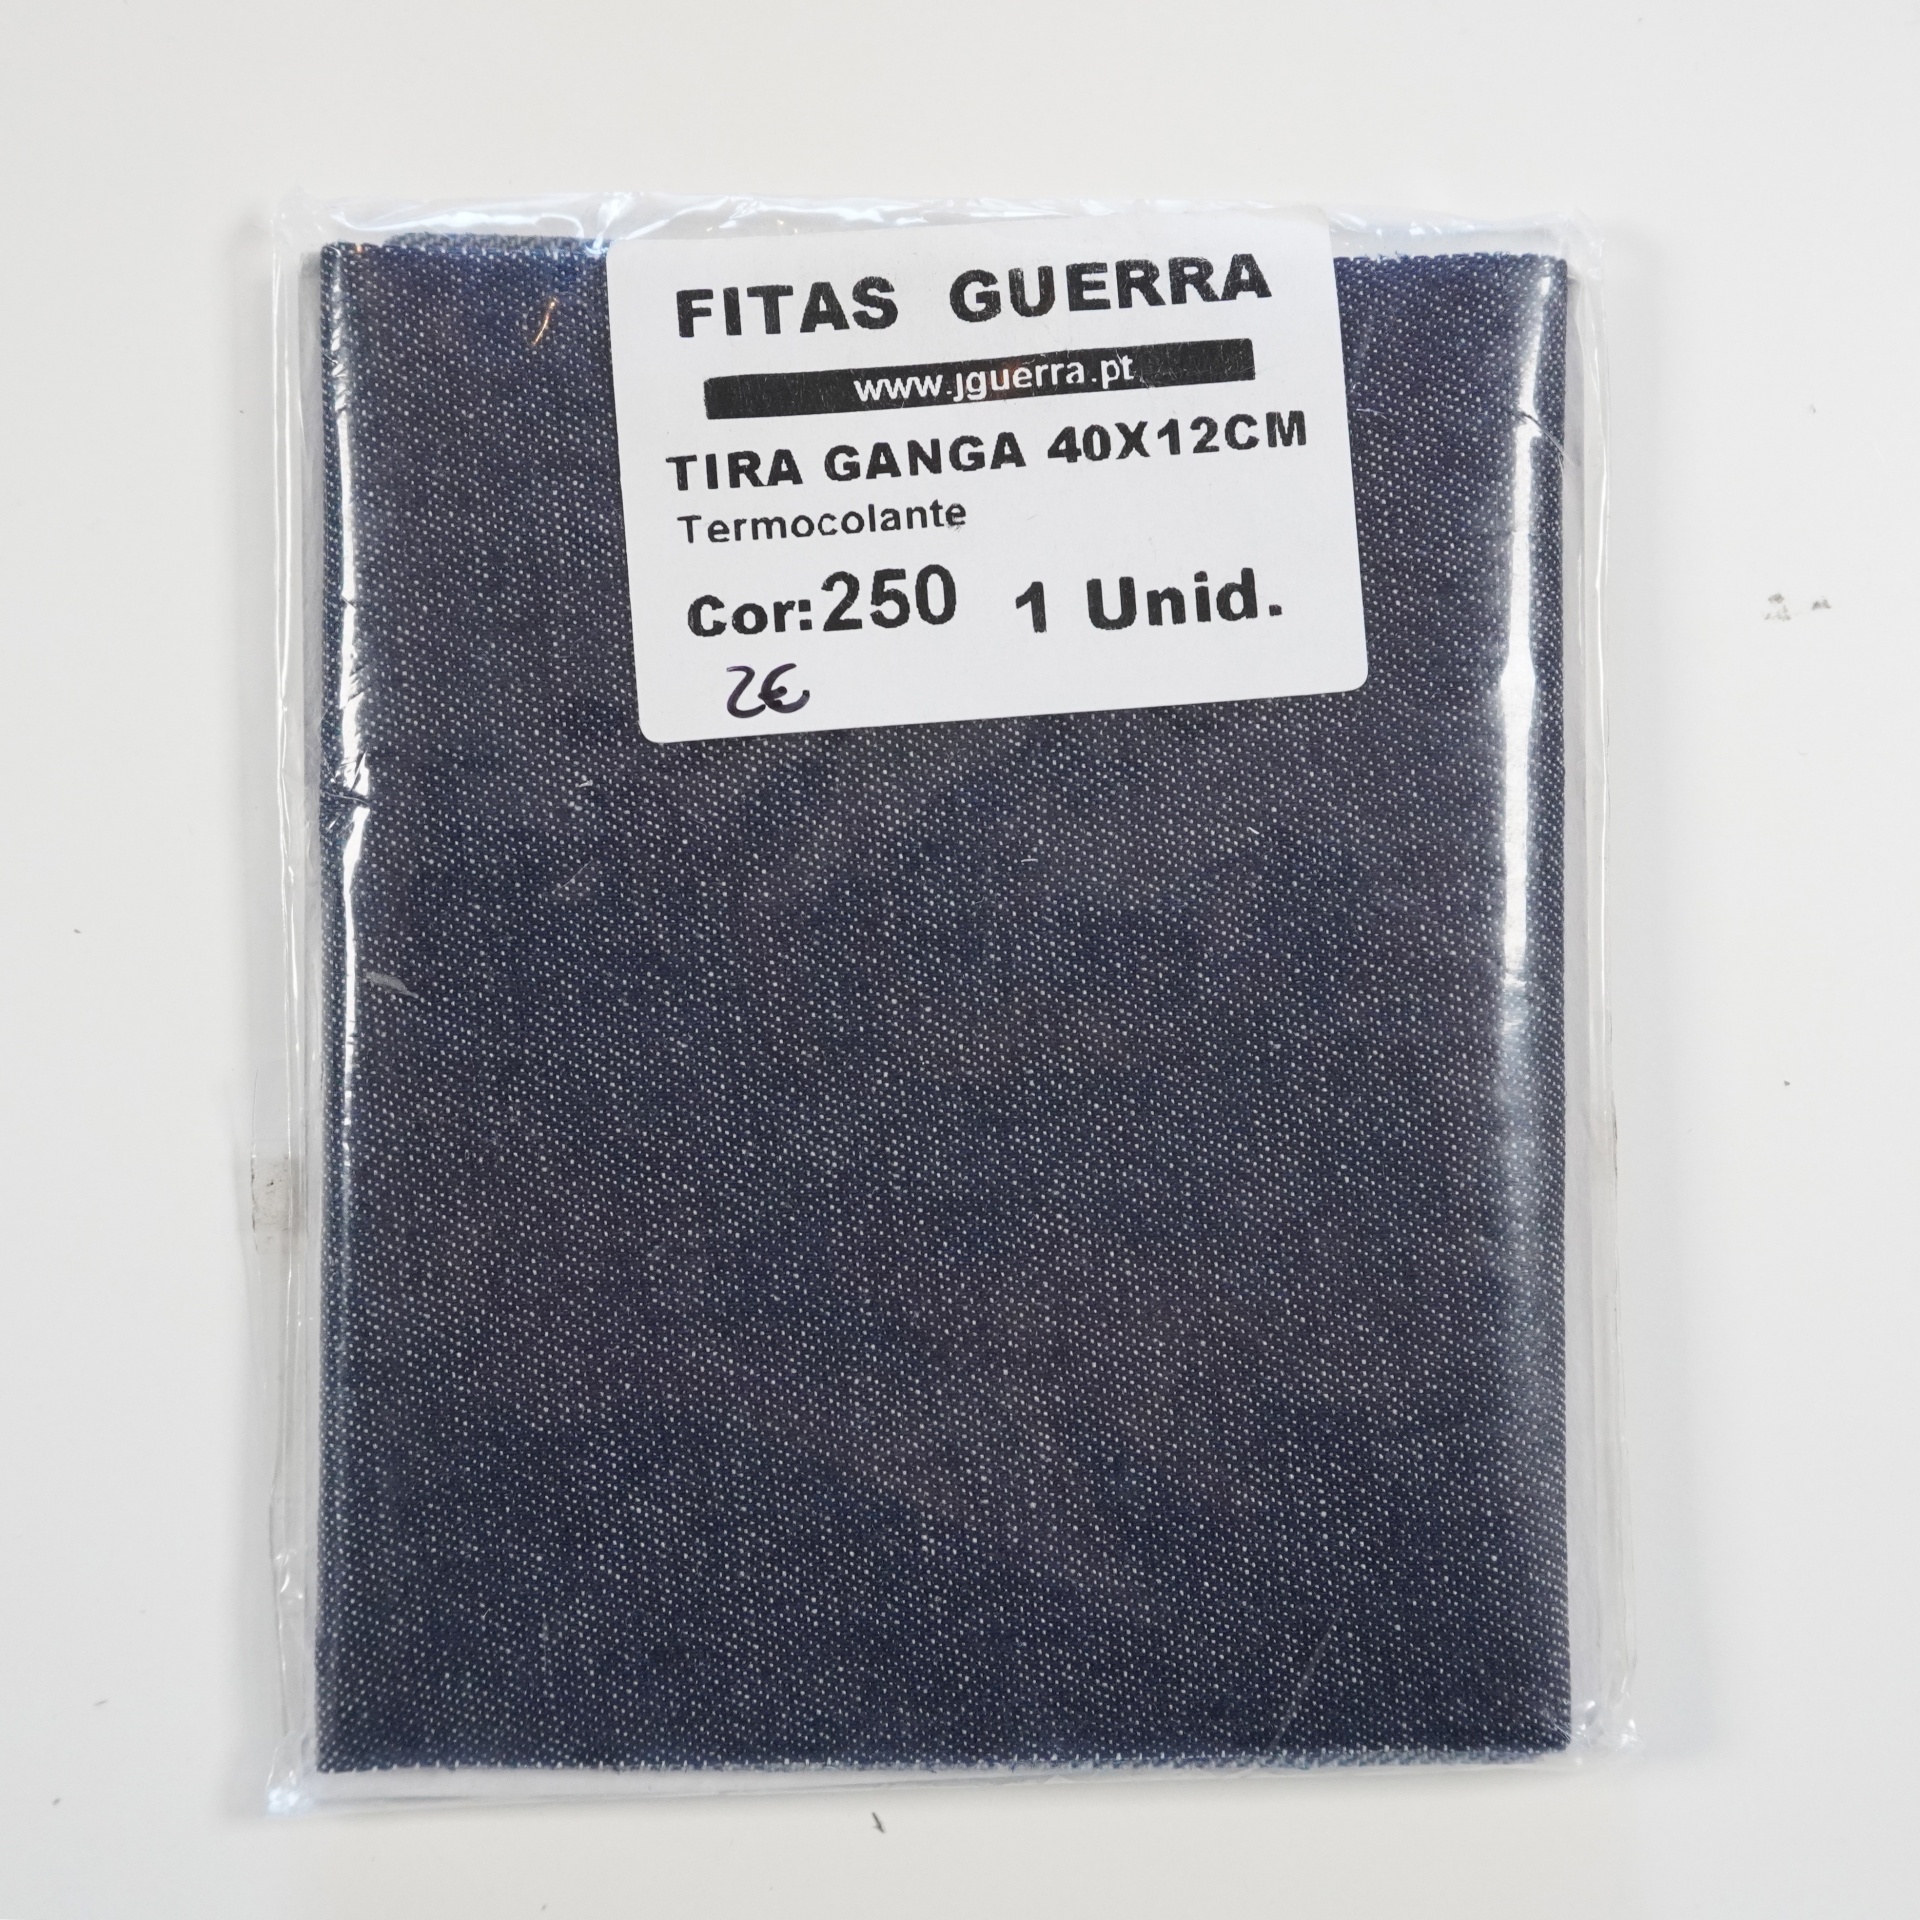 FITAS GUERRA
www.jguerra.pt
TIRA GANGA 40X12CM
Termocolante
Cor:250 1 Unid.
2€